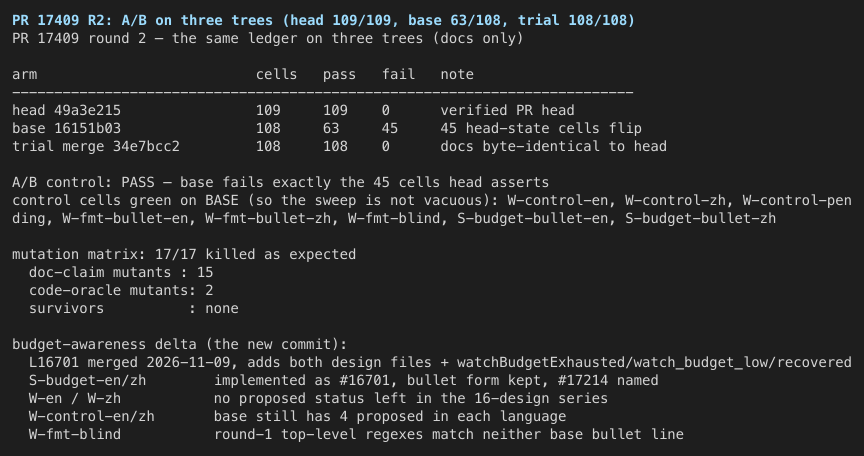 PR 17409 R2: A/B on three trees (head 109/109, base 63/108, trial 108/108)
PR 17409 round 2 — the same ledger on three trees (docs only)
arm cells pass fail note
head 49a3e215 109 109 0 verified PR head
base 16151b03 108 63 45 45 head-state cells flip
trial merge 34e7bcc2 108 108 0 docs byte-identical to head
A/B control: PASS — base fails exactly the 45 cells head asserts
control cells green on BASE (so the sweep is not vacuous): W-control-en, W-control-zh, W-control-pen
ding, W-fmt-bullet-en, W-fmt-bullet-zh, W-fmt-blind, S-budget-bullet-en, S-budget-bullet-zh
mutation matrix: 17/17 killed as expected
doc-claim mutants : 15
code-oracle mutants: 2
survivors : none
budget-awareness delta (the new commit):
L16701 merged 2026-11-09, adds both design files + watchBudgetExhausted/watch_budget_low/recovered
S-budget-en/zh implemented as #16701, bullet form kept, #17214 named
W-en / W-zh no proposed status left in the 16-design series
W-control-en/zh base still has 4 proposed in each language
W-fmt-blind round-1 top-level regexes match neither base bullet line